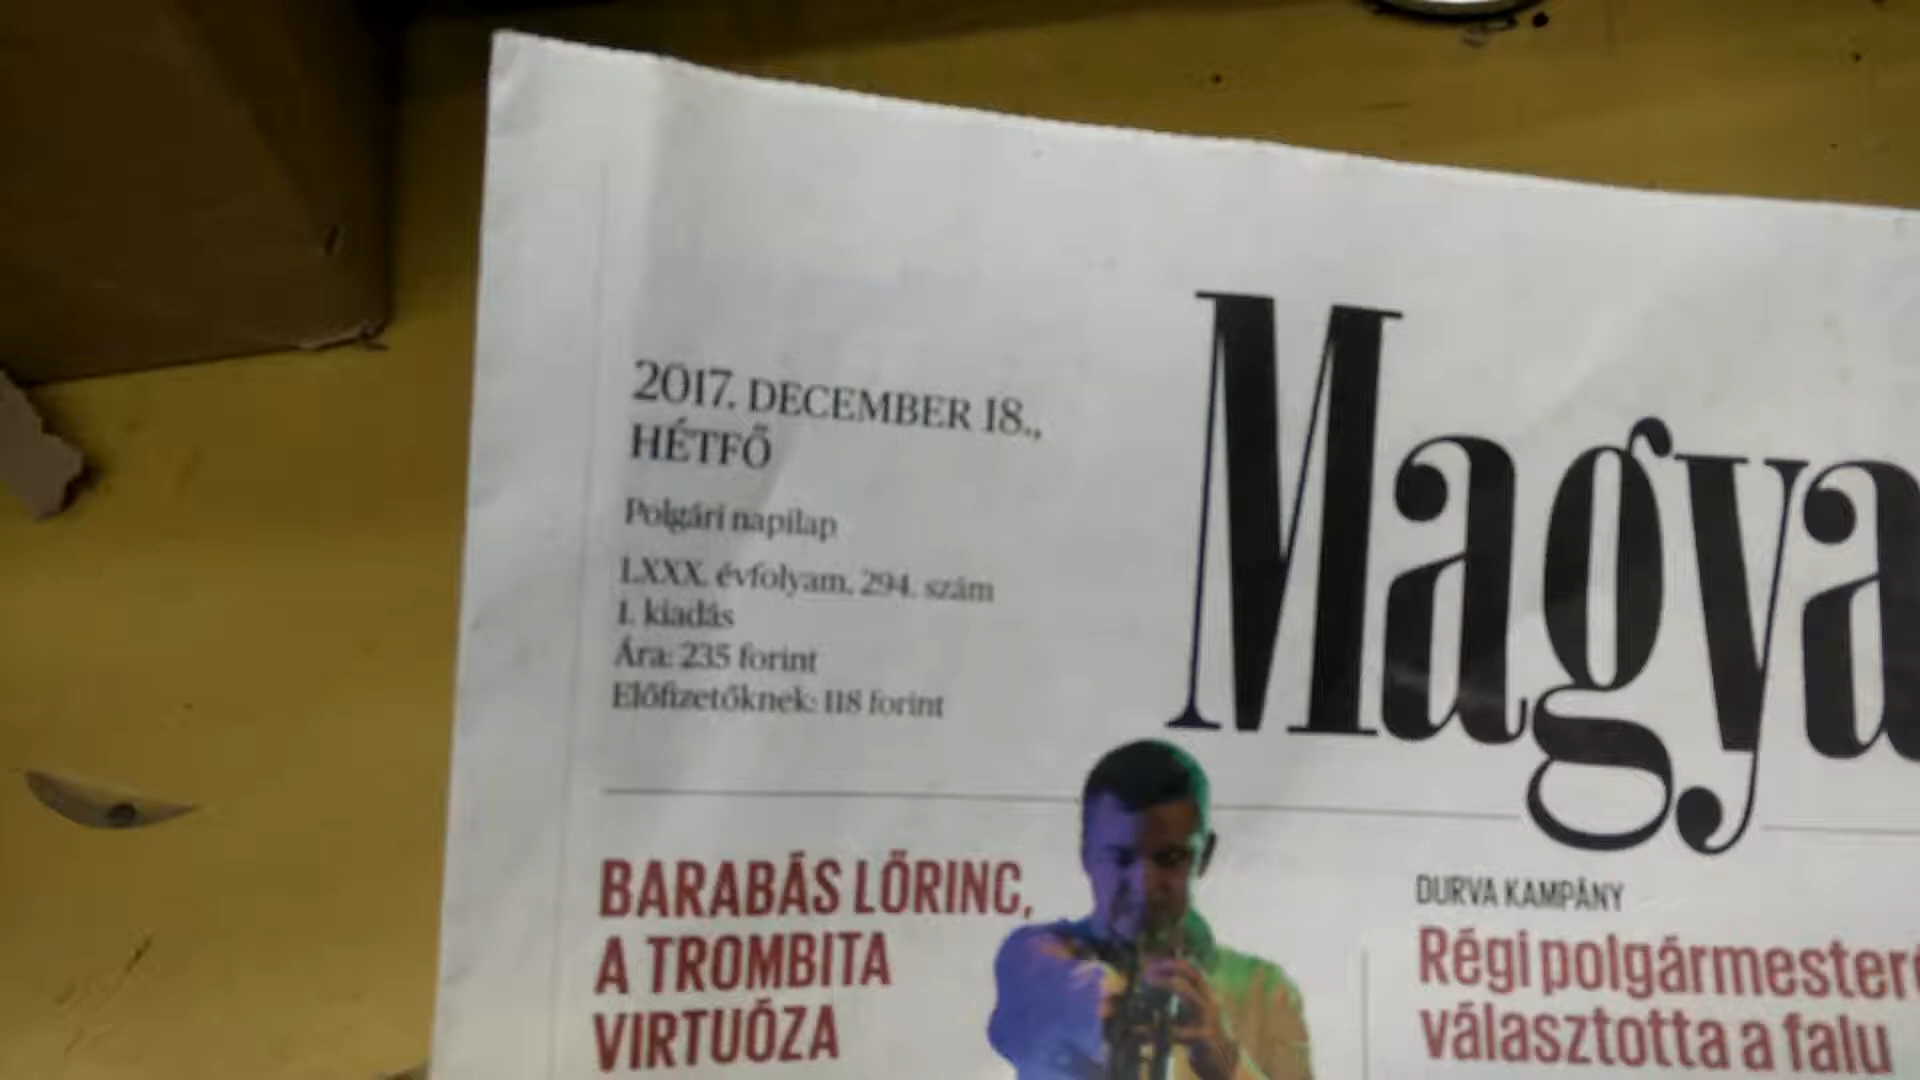 2017. DECEMBER 18.,
HÉTFŐ
Polgári napilap
LXXX. évfolyam, 294. szám
1. kiadás
Ára: 235 forint
Előfizetőknek: 118 forint
Magya
BARABÁS LŐRINC,
A TROMBITA
VIRTUÓZA
DURVA KAMPÁNY
Régi polgármester
választotta a falu